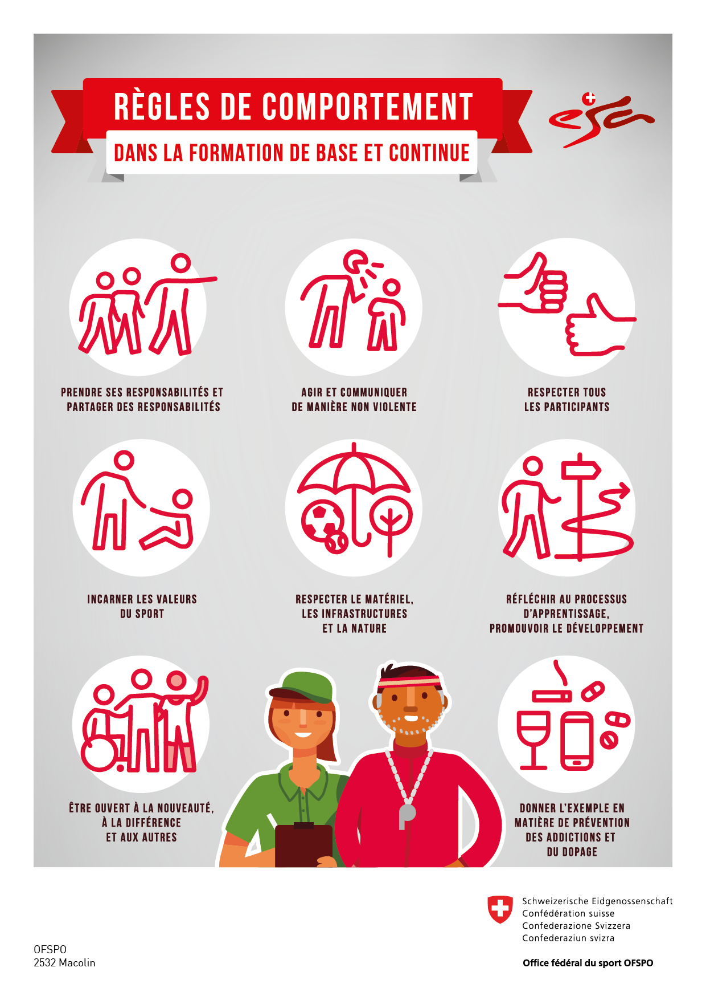 RÈGLES DE COMPORTEMENT
DANS LA FORMATION DE BASE ET CONTINUE
esa
PRENDRE SES RESPONSABILITÉS ET
PARTAGER DES RESPONSABILITÉS
AGIR ET COMMUNIQUER
DE MANIÈRE NON VIOLENTE
RESPECTER TOUS
LES PARTICIPANTS
INCARNER LES VALEURS
DU SPORT
RESPECTER LE MATÉRIEL,
LES INFRASTRUCTURES
ET LA NATURE
RÉFLÉCHIR AU PROCESSUS
D'APPRENTISSAGE,
PROMOUVOIR LE DÉVELOPPEMENT
ÊTRE OUVERT À LA NOUVEAUTÉ,
À LA DIFFÉRENCE
ET AUX AUTRES
DONNER L'EXEMPLE EN
MATIÈRE DE PRÉVENTION
DES ADDICTIONS ET
DU DOPAGE
Schweizerische Eidgenossenschaft
Confédération suisse
Confederazione Svizzera
Confederaziun svizra
OFSPO
2532 Macolin
Office fédéral du sport OFSPO